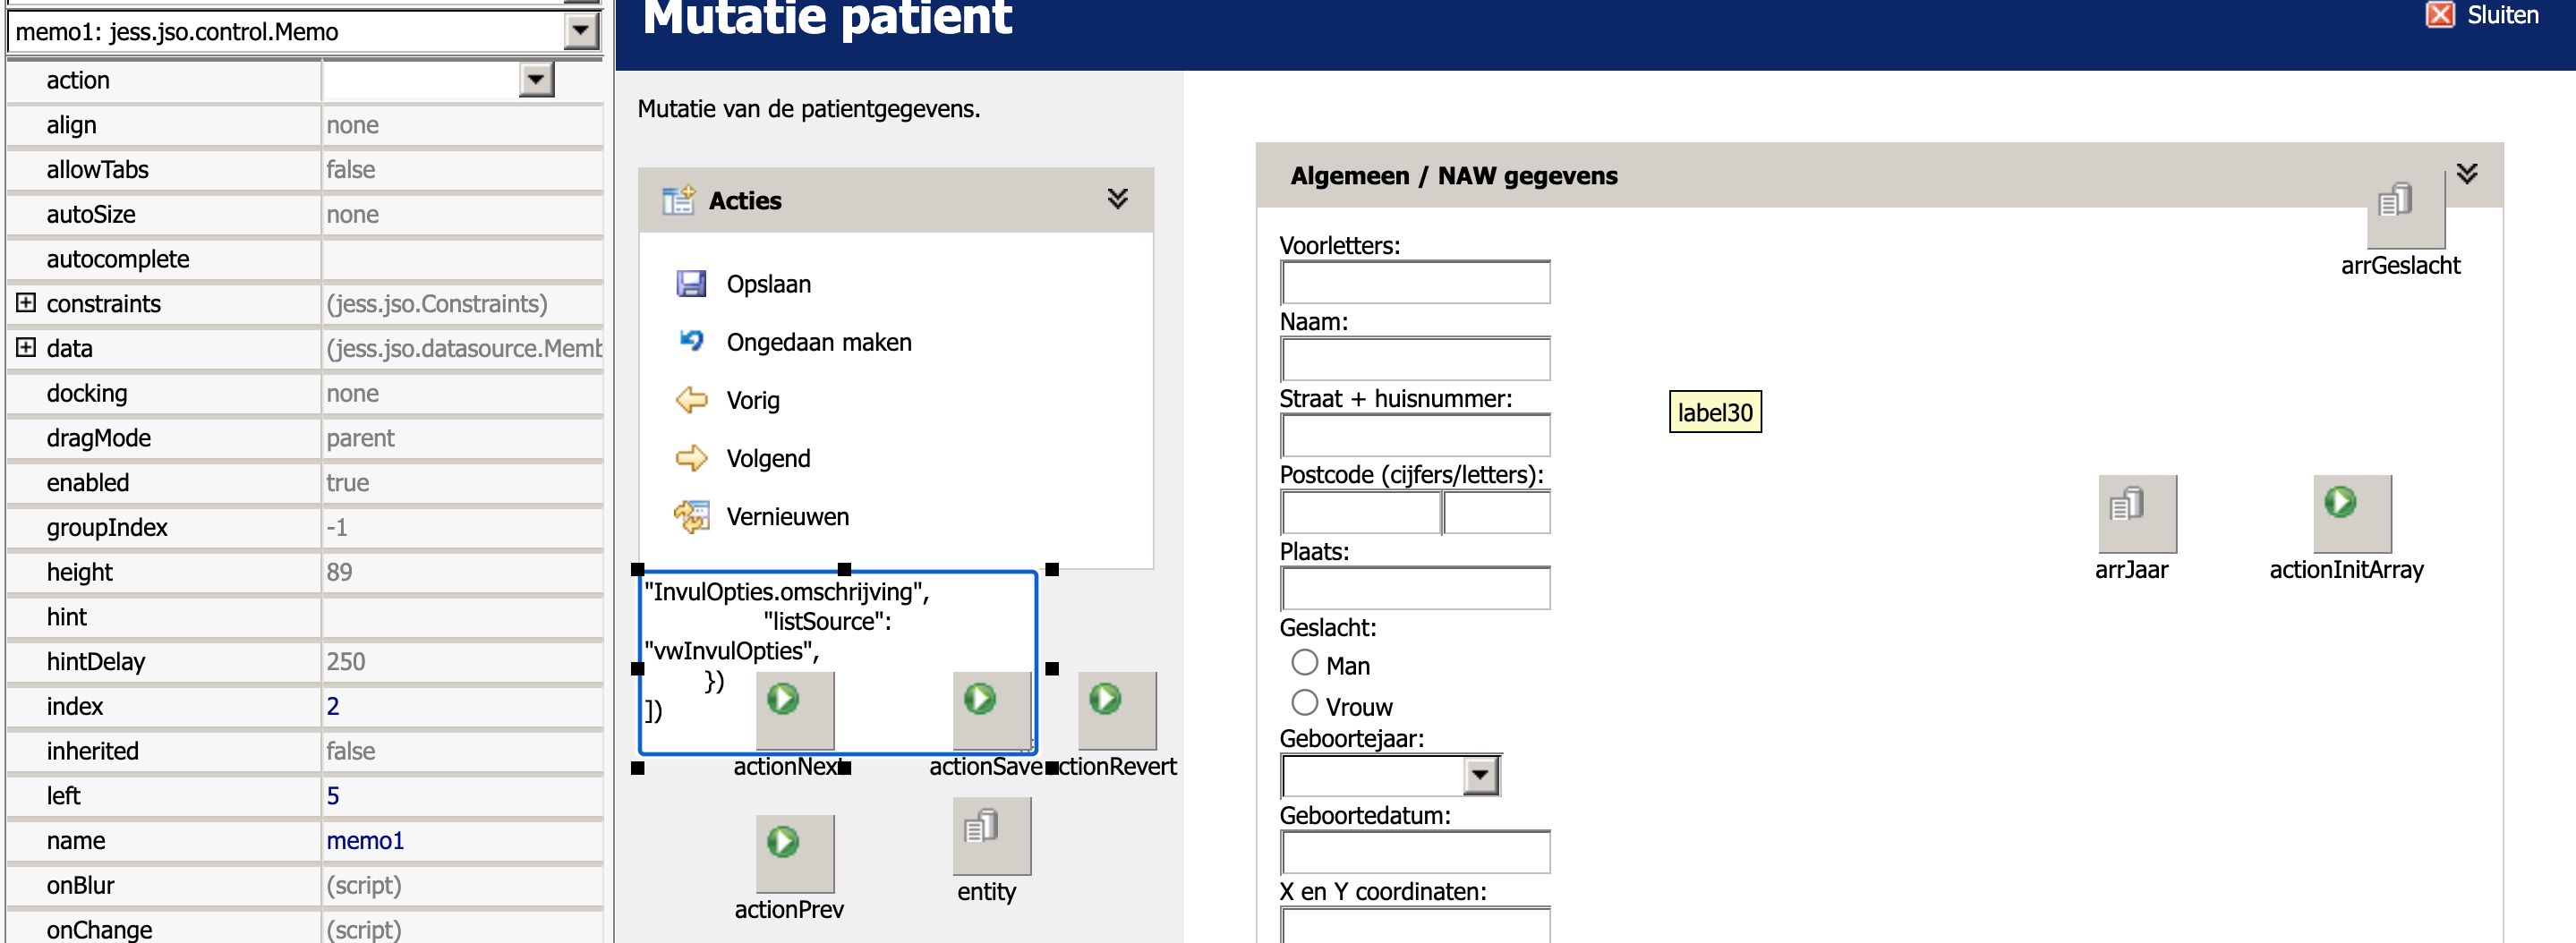 memo1: jess.jso.control.Memo
action
align none
allowTabs false
autoSize none
autocomplete
constraints (jess.jso.Constraints)
data (jess.jso.datasource.Memb
docking none
dragMode parent
enabled true
groupIndex -1
height 89
hint
hintDelay 250
index 2
inherited false
left 5
name memo1
onBlur (script)
onChange (script)
Mutatie patient
Sluiten
Mutatie van de patientgegevens.
Acties
Opslaan
Ongedaan maken
Vorig
Volgend
Vernieuwen
"InvulOpties.omschrijving",
"listSource":
"vwInvulOpties",
})
])
actionNext
actionSave
actionRevert
actionPrev
entity
Algemeen / NAW gegevens
arrGeslacht
Voorletters:
Naam:
Straat + huisnummer:
label30
Postcode (cijfers/letters):
Plaats:
arrJaar
actionInitArray
Geslacht:
Man
Vrouw
Geboortejaar:
Geboortedatum:
X en Y coordinaten: